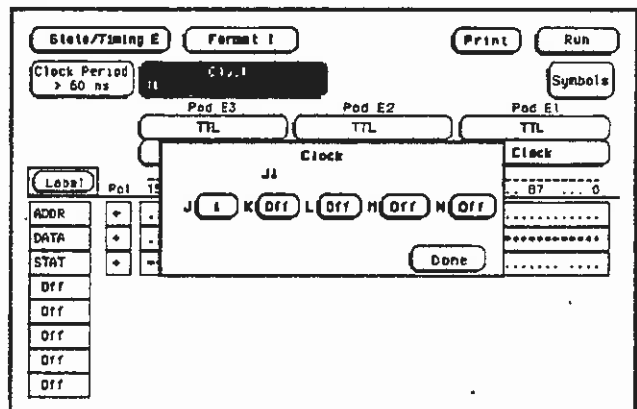 State/Timing E Format 1 Print Run
Clock Period
> 60 ns
Clock
J↓
Symbols
Pod E3 Pod E2 Pod E1
TTL TTL TTL
Clock
Clock
J↓
Label Pol 15 .. 87 ... 0
J ↓ K Off L Off M Off N Off
ADDR +
DATA +
STAT +
Done
Off
Off
Off
Off
Off